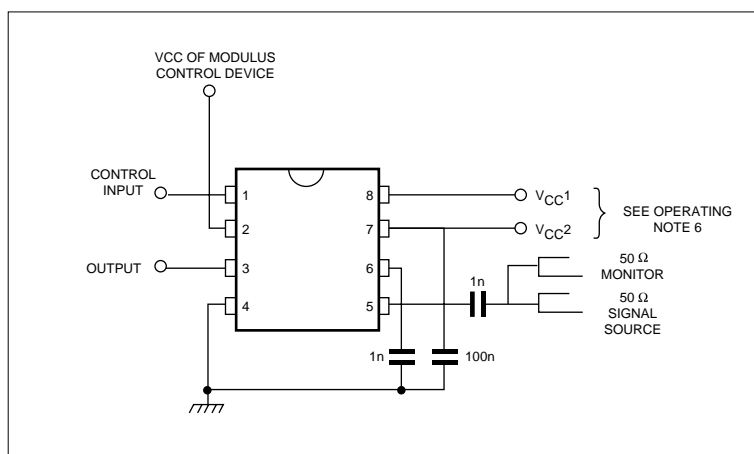 VCC OF MODULUS
CONTROL DEVICE
CONTROL
INPUT
OUTPUT
1
2
3
4
8
7
6
5
VCC1
VCC2
SEE OPERATING
NOTE 6
50 Ω
MONITOR
50 Ω
SIGNAL
SOURCE
1n
1n
100n